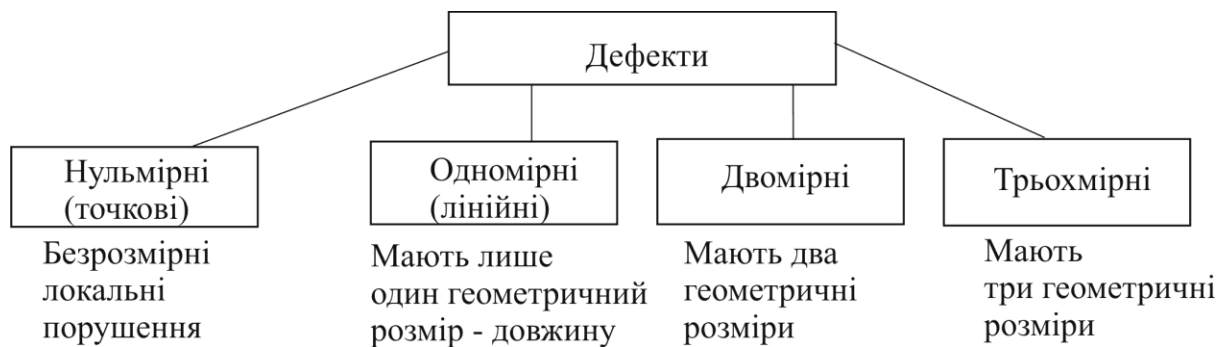 Дефекти
Нульмірні
(точкові)
Безрозмірні
локальні
порушення
Одномірні
(лінійні)
Мають лише
один геометричний
розмір - довжину
Двомірні
Мають два
геометричні
розміри
Трьохмірні
Мають
три геометричні
розміри